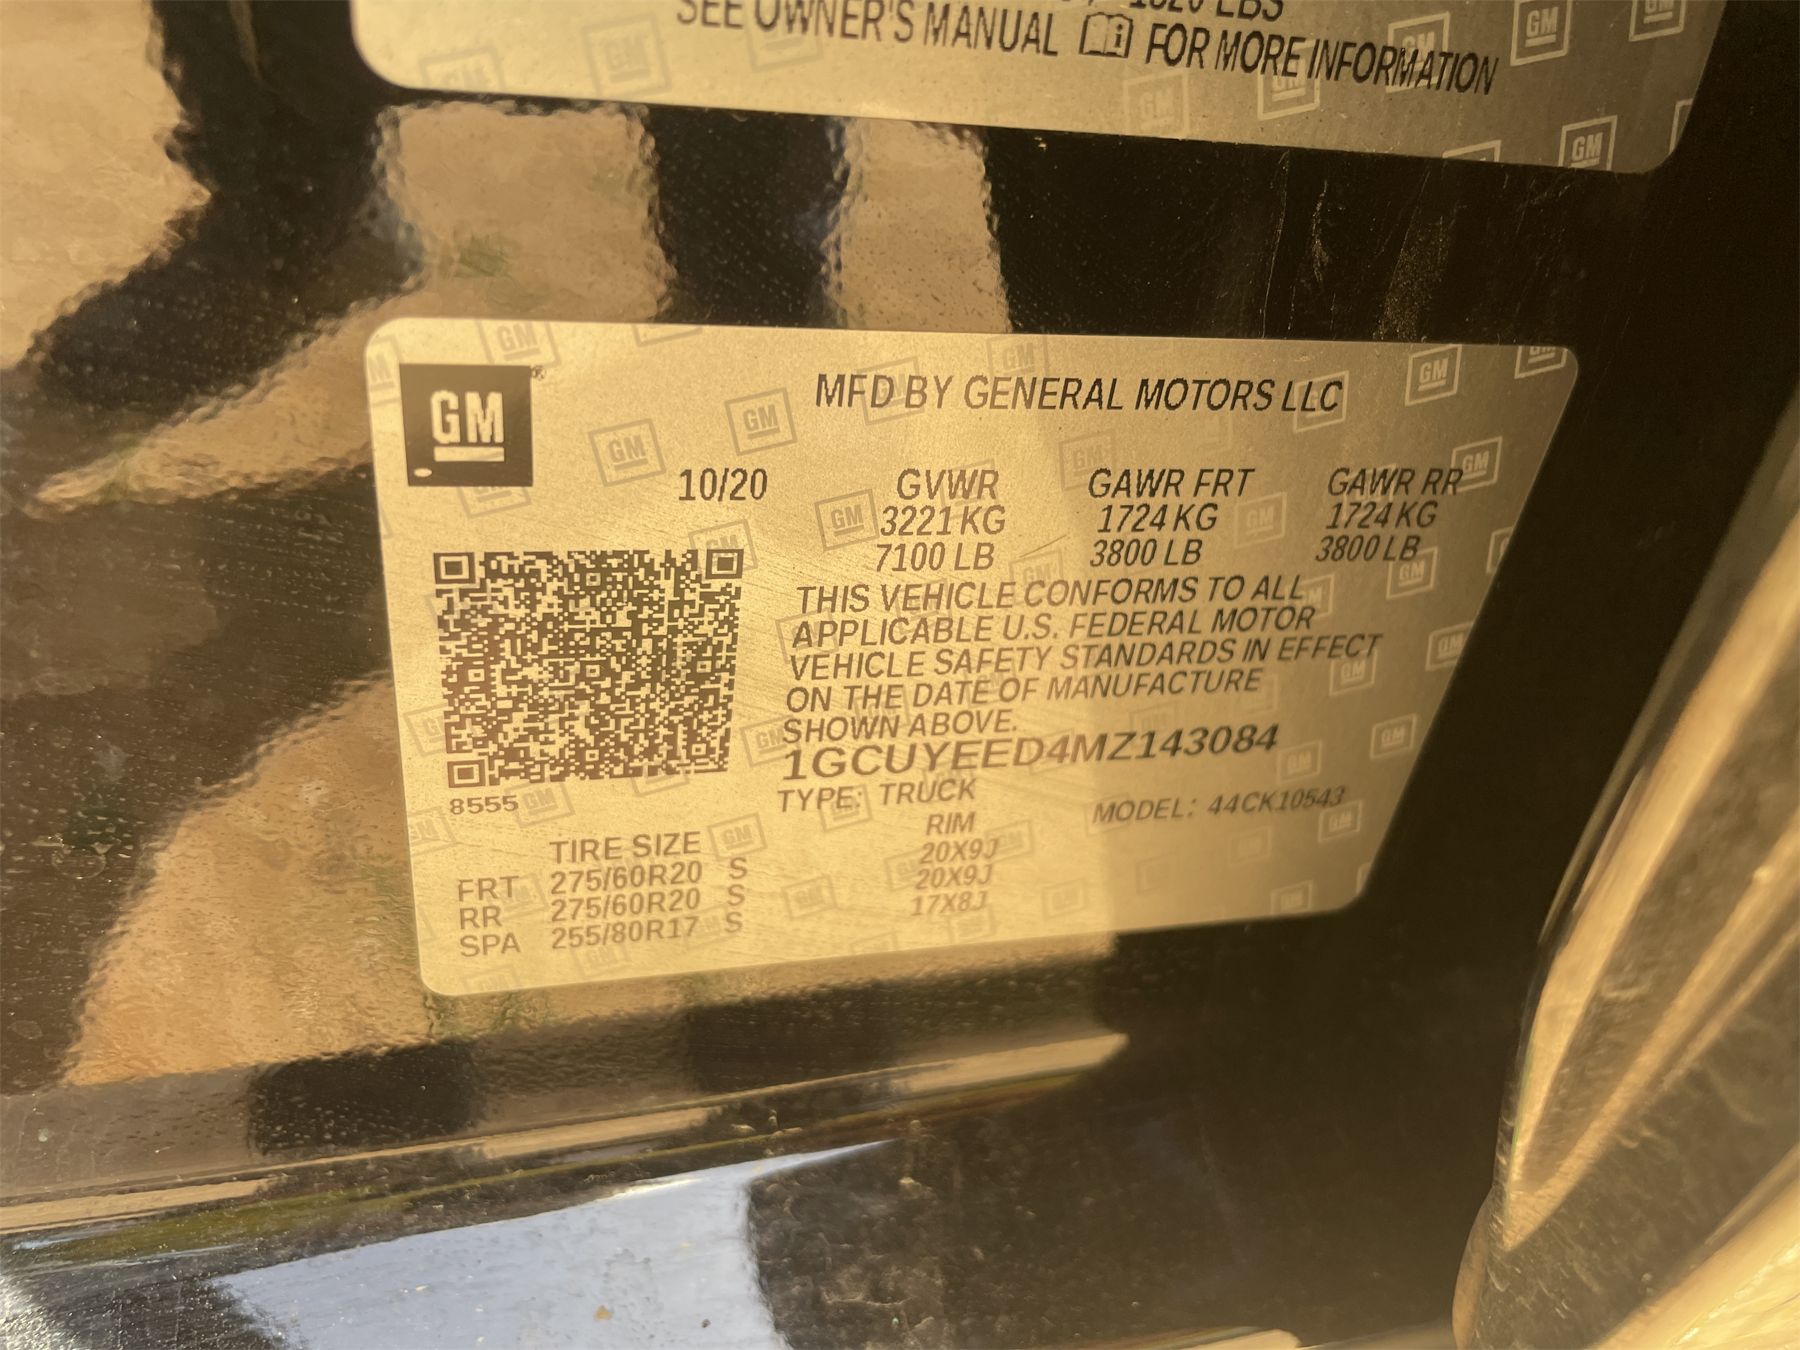 1820 LBS
SEE OWNER'S MANUAL FOR MORE INFORMATION
GM
MFD BY GENERAL MOTORS LLC
10/20 GVWR GAWR FRT GAWR RR
3221 KG 1724 KG 1724 KG
7100 LB 3800 LB 3800 LB
THIS VEHICLE CONFORMS TO ALL
APPLICABLE U.S. FEDERAL MOTOR
VEHICLE SAFETY STANDARDS IN EFFECT
ON THE DATE OF MANUFACTURE
SHOWN ABOVE.
1GCUYEED4MZ143084
8555 TYPE: TRUCK MODEL: 44CK10543
TIRE SIZE RIM
FRT 275/60R20 S 20X9J
RR 275/60R20 S 20X9J
SPA 255/80R17 S 17X8J